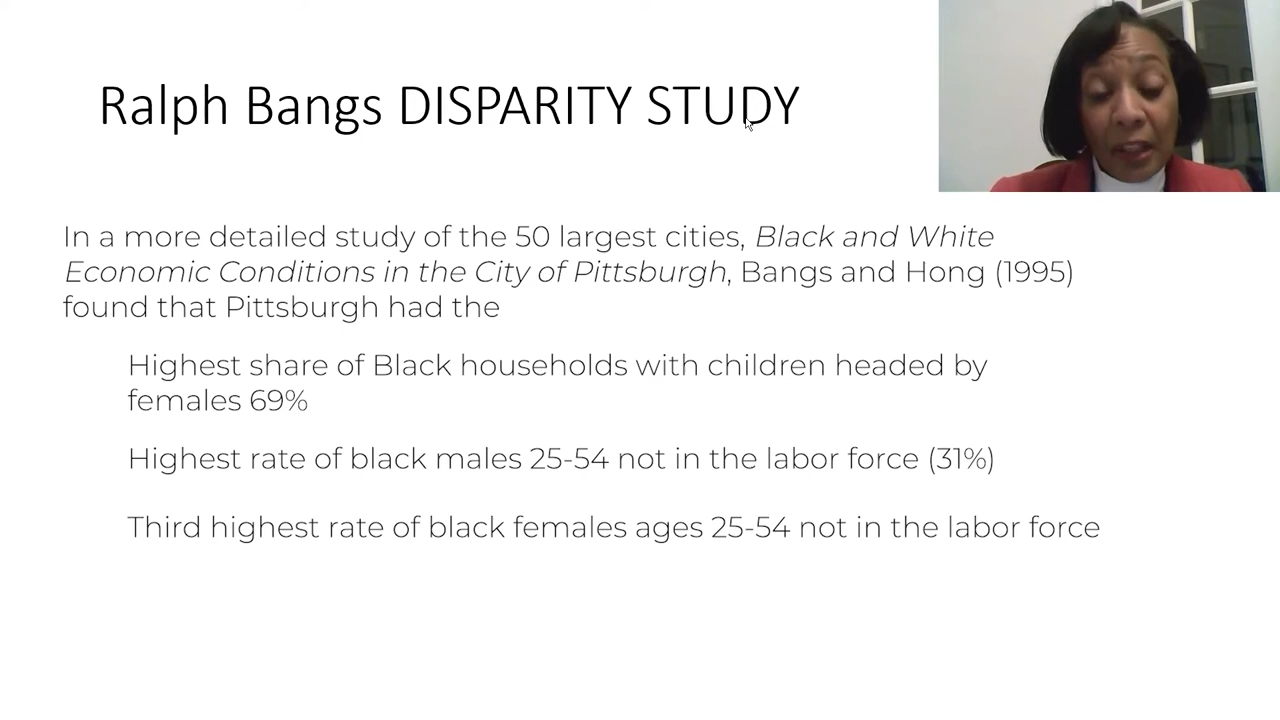 Ralph Bangs DISPARITY STUDY
In a more detailed study of the 50 largest cities, Black and White
Economic Conditions in the City of Pittsburgh, Bangs and Hong (1995)
found that Pittsburgh had the
Highest share of Black households with children headed by
females 69%
Highest rate of black males 25-54 not in the labor force (31%)
Third highest rate of black females ages 25-54 not in the labor force